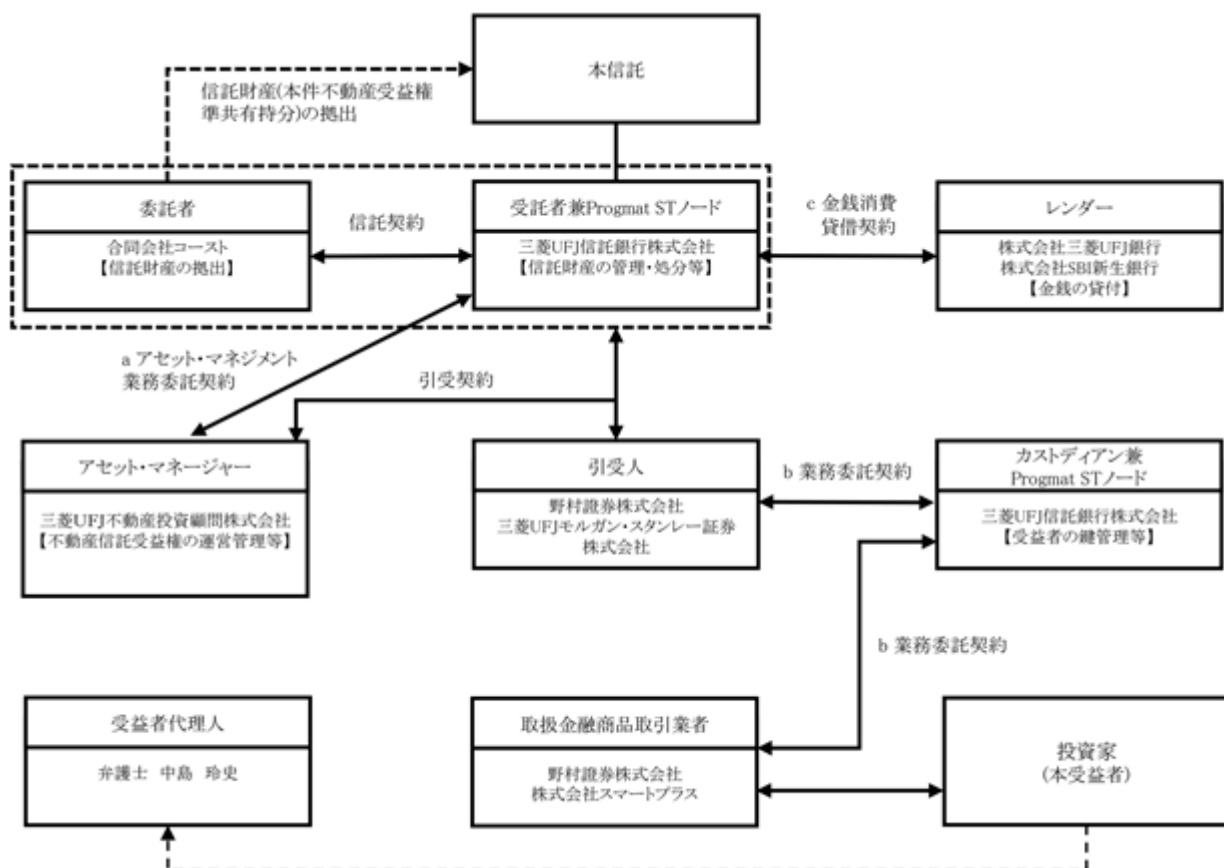 本信託
信託財産(本件不動産受益権
準共有持分)の拠出
委託者
合同会社コースト
【信託財産の拠出】
信託契約
受託者兼Progmat STノード
三菱UFJ信託銀行株式会社
【信託財産の管理・処分等】
c 金銭消費
貸借契約
レンダー
株式会社三菱UFJ銀行
株式会社SBI新生銀行
【金銭の貸付】
a アセット・マネジメント
業務委託契約
引受契約
アセット・マネージャー
三菱UFJ不動産投資顧問株式会社
【不動産信託受益権の運営管理等】
引受人
野村證券株式会社
三菱UFJモルガン・スタンレー証券
株式会社
b 業務委託契約
カストディアン兼
Progmat STノード
三菱UFJ信託銀行株式会社
【受益者の鍵管理等】
b 業務委託契約
受益者代理人
弁護士 中島 玲史
取扱金融商品取引業者
野村證券株式会社
株式会社スマートプラス
投資家
(本受益者)